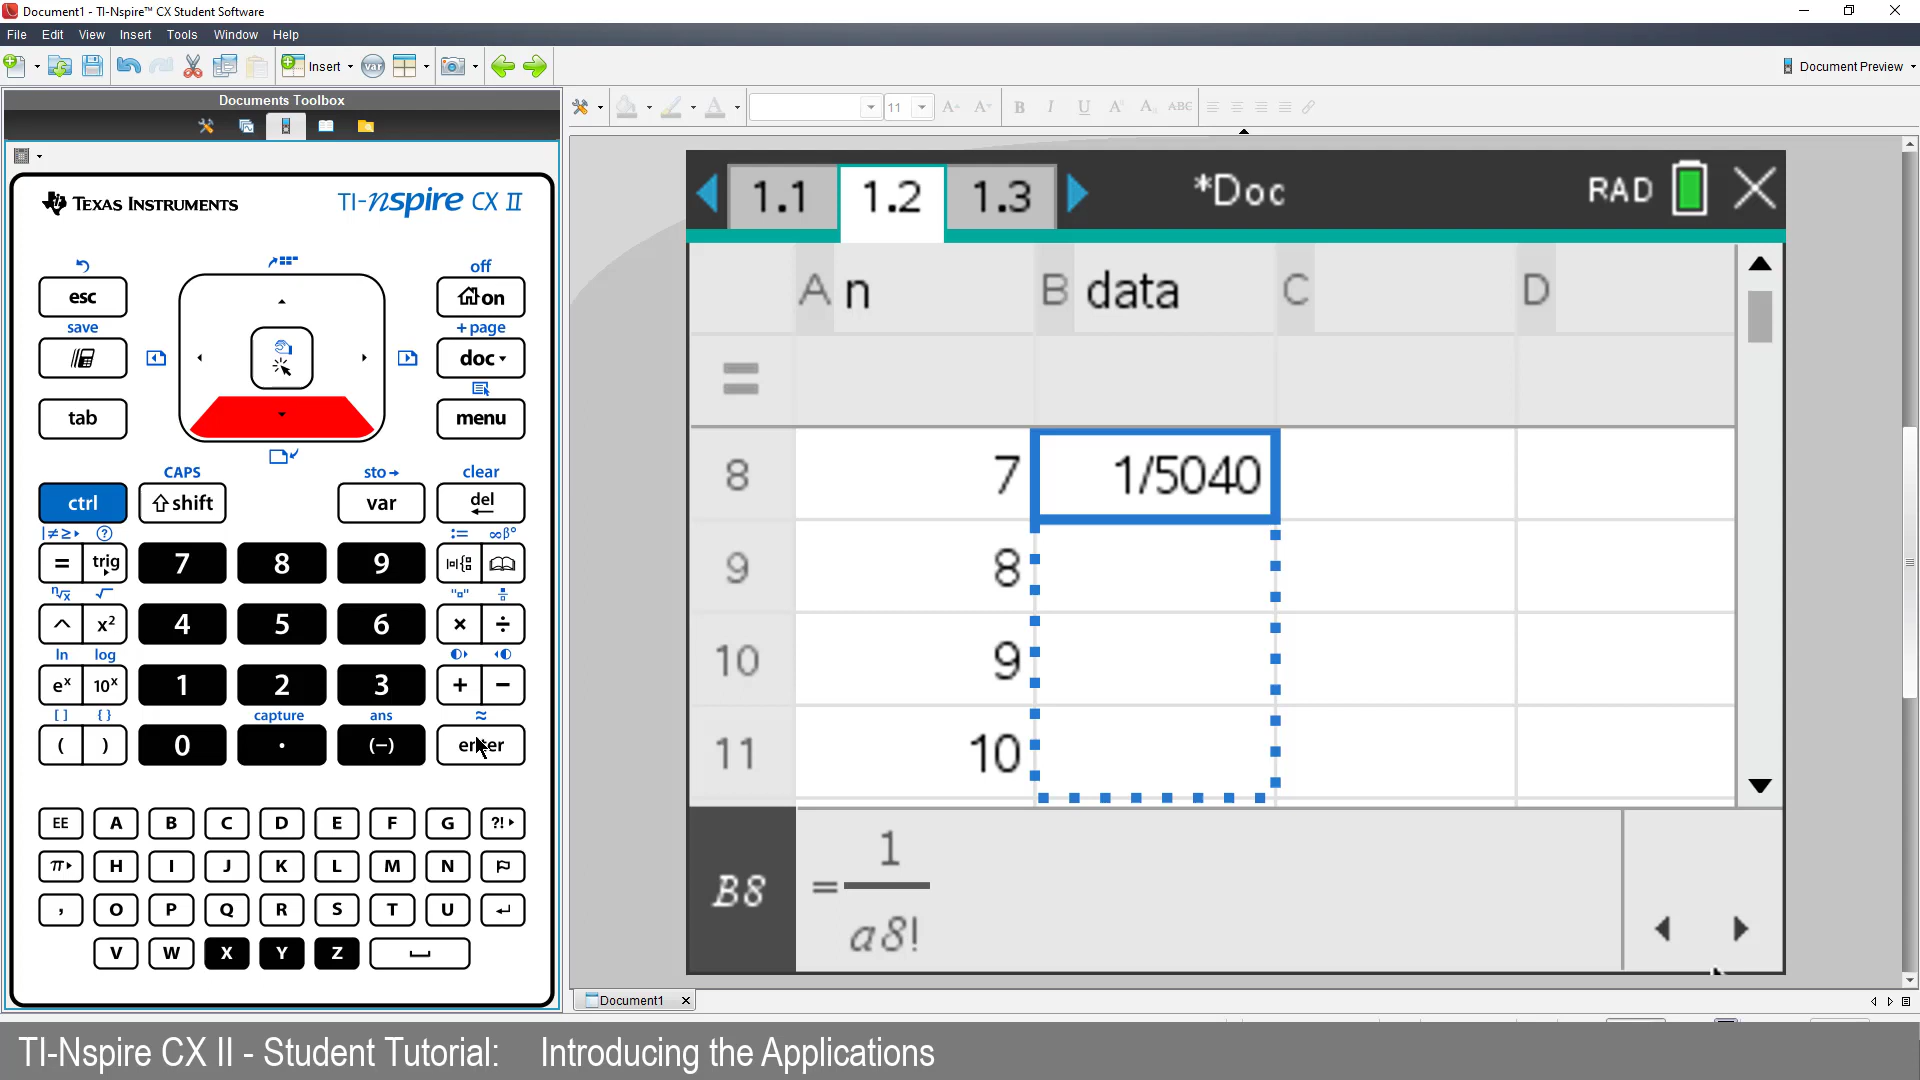 Document1 - TI-Nspire™ CX Student Software
File Edit View Insert Tools Window Help
Insert var Document Preview
Documents Toolbox
11 B I U A A ABC
TEXAS INSTRUMENTS TI-nspire CX II
off
esc on
save + page
doc
tab menu
CAPS sto→ clear
ctrl shift var del
|≠≥▸ ? := ∞β°
= trig 7 8 9
ⁿ√x √ "▫"
^ x² 4 5 6 × ÷
ln log
eˣ 10ˣ 1 2 3 + −
[ ] { } capture ans ≈
( ) 0 . (−) enter
EE A B C D E F G ?!▸
π▸ H I J K L M N
, O P Q R S T U
V W X Y Z
1.1 1.2 1.3 *Doc RAD
A n B data C D
=
8 7 1/5040
9 8
10 9
11 10
B8 = 1
a8!
Document1
TI-Nspire CX II - Student Tutorial: Introducing the Applications